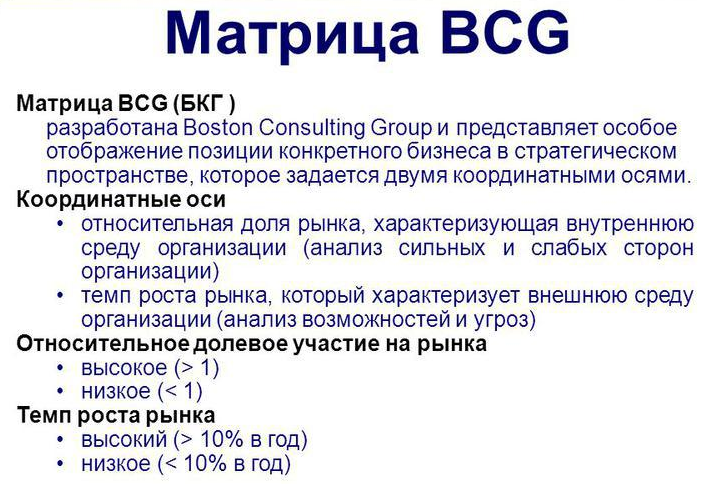 Матрица BCG
Матрица BCG (БКГ )
разработана Boston Consulting Group и представляет особое
отображение позиции конкретного бизнеса в стратегическом
пространстве, которое задается двумя координатными осями.
Координатные оси
• относительная доля рынка, характеризующая внутреннюю
среду организации (анализ сильных и слабых сторон
организации)
• темп роста рынка, который характеризует внешнюю среду
организации (анализ возможностей и угроз)
Относительное долевое участие на рынка
• высокое (> 1)
• низкое (< 1)
Темп роста рынка
• высокий (> 10% в год)
• низкое (< 10% в год)